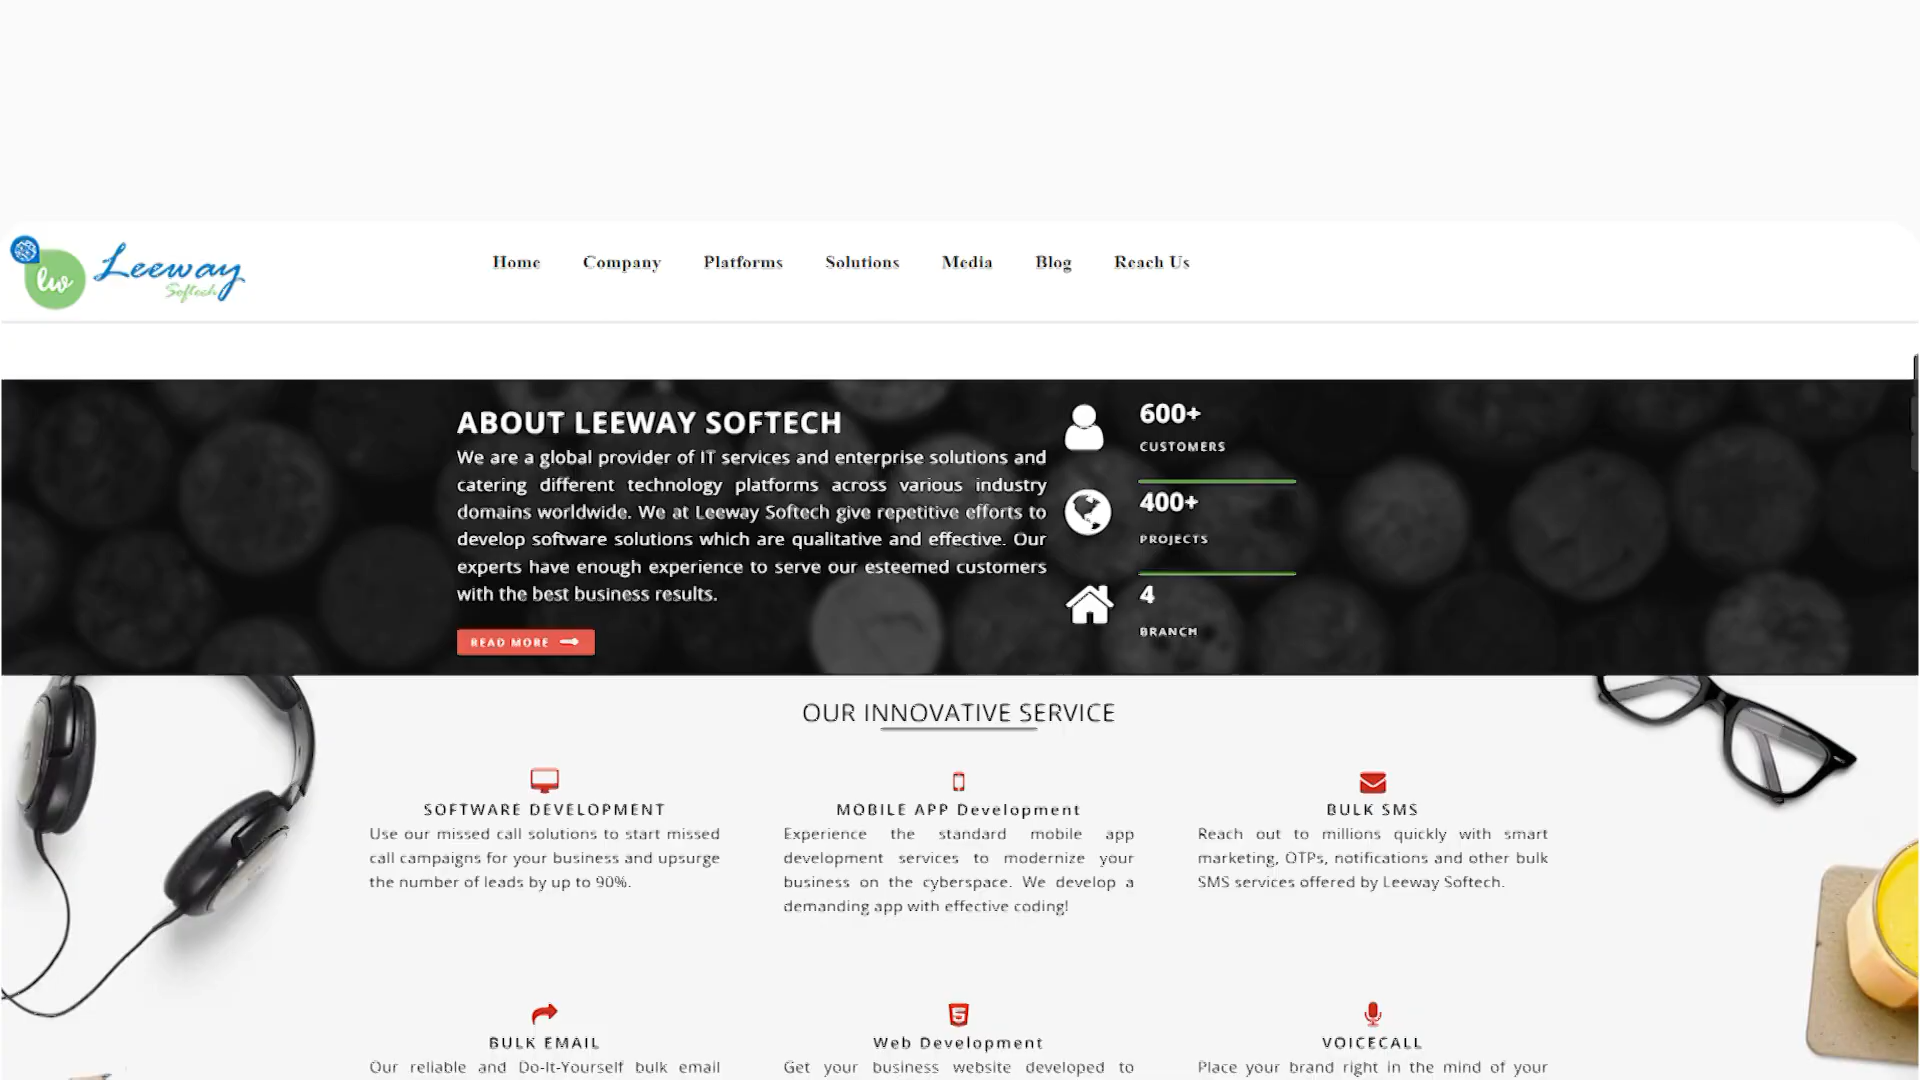 lw Leeway
Softech
Home Company Platforms Solutions Media Blog Reach Us
ABOUT LEEWAY SOFTECH
We are a global provider of IT services and enterprise solutions and
catering different technology platforms across various industry
domains worldwide. We at Leeway Softech give repetitive efforts to
develop software solutions which are qualitative and effective. Our
experts have enough experience to serve our esteemed customers
with the best business results.
READ MORE
600+
CUSTOMERS
400+
PROJECTS
4
BRANCH
OUR INNOVATIVE SERVICE
SOFTWARE DEVELOPMENT
Use our missed call solutions to start missed
call campaigns for your business and upsurge
the number of leads by up to 90%.
MOBILE APP Development
Experience the standard mobile app
development services to modernize your
business on the cyberspace. We develop a
demanding app with effective coding!
BULK SMS
Reach out to millions quickly with smart
marketing, OTPs, notifications and other bulk
SMS services offered by Leeway Softech.
BULK EMAIL
Our reliable and Do-It-Yourself bulk email
Web Development
Get your business website developed to
VOICECALL
Place your brand right in the mind of your